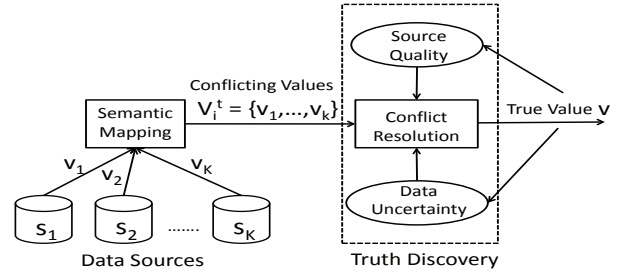 Source
Quality
Conflicting Values
V_i^t = {v_1,...,v_k}
Semantic
Mapping
Conflict
Resolution
True Value v
v_1
v_2
v_K
Data
Uncertainty
s_1
s_2
.......
s_K
Data Sources
Truth Discovery